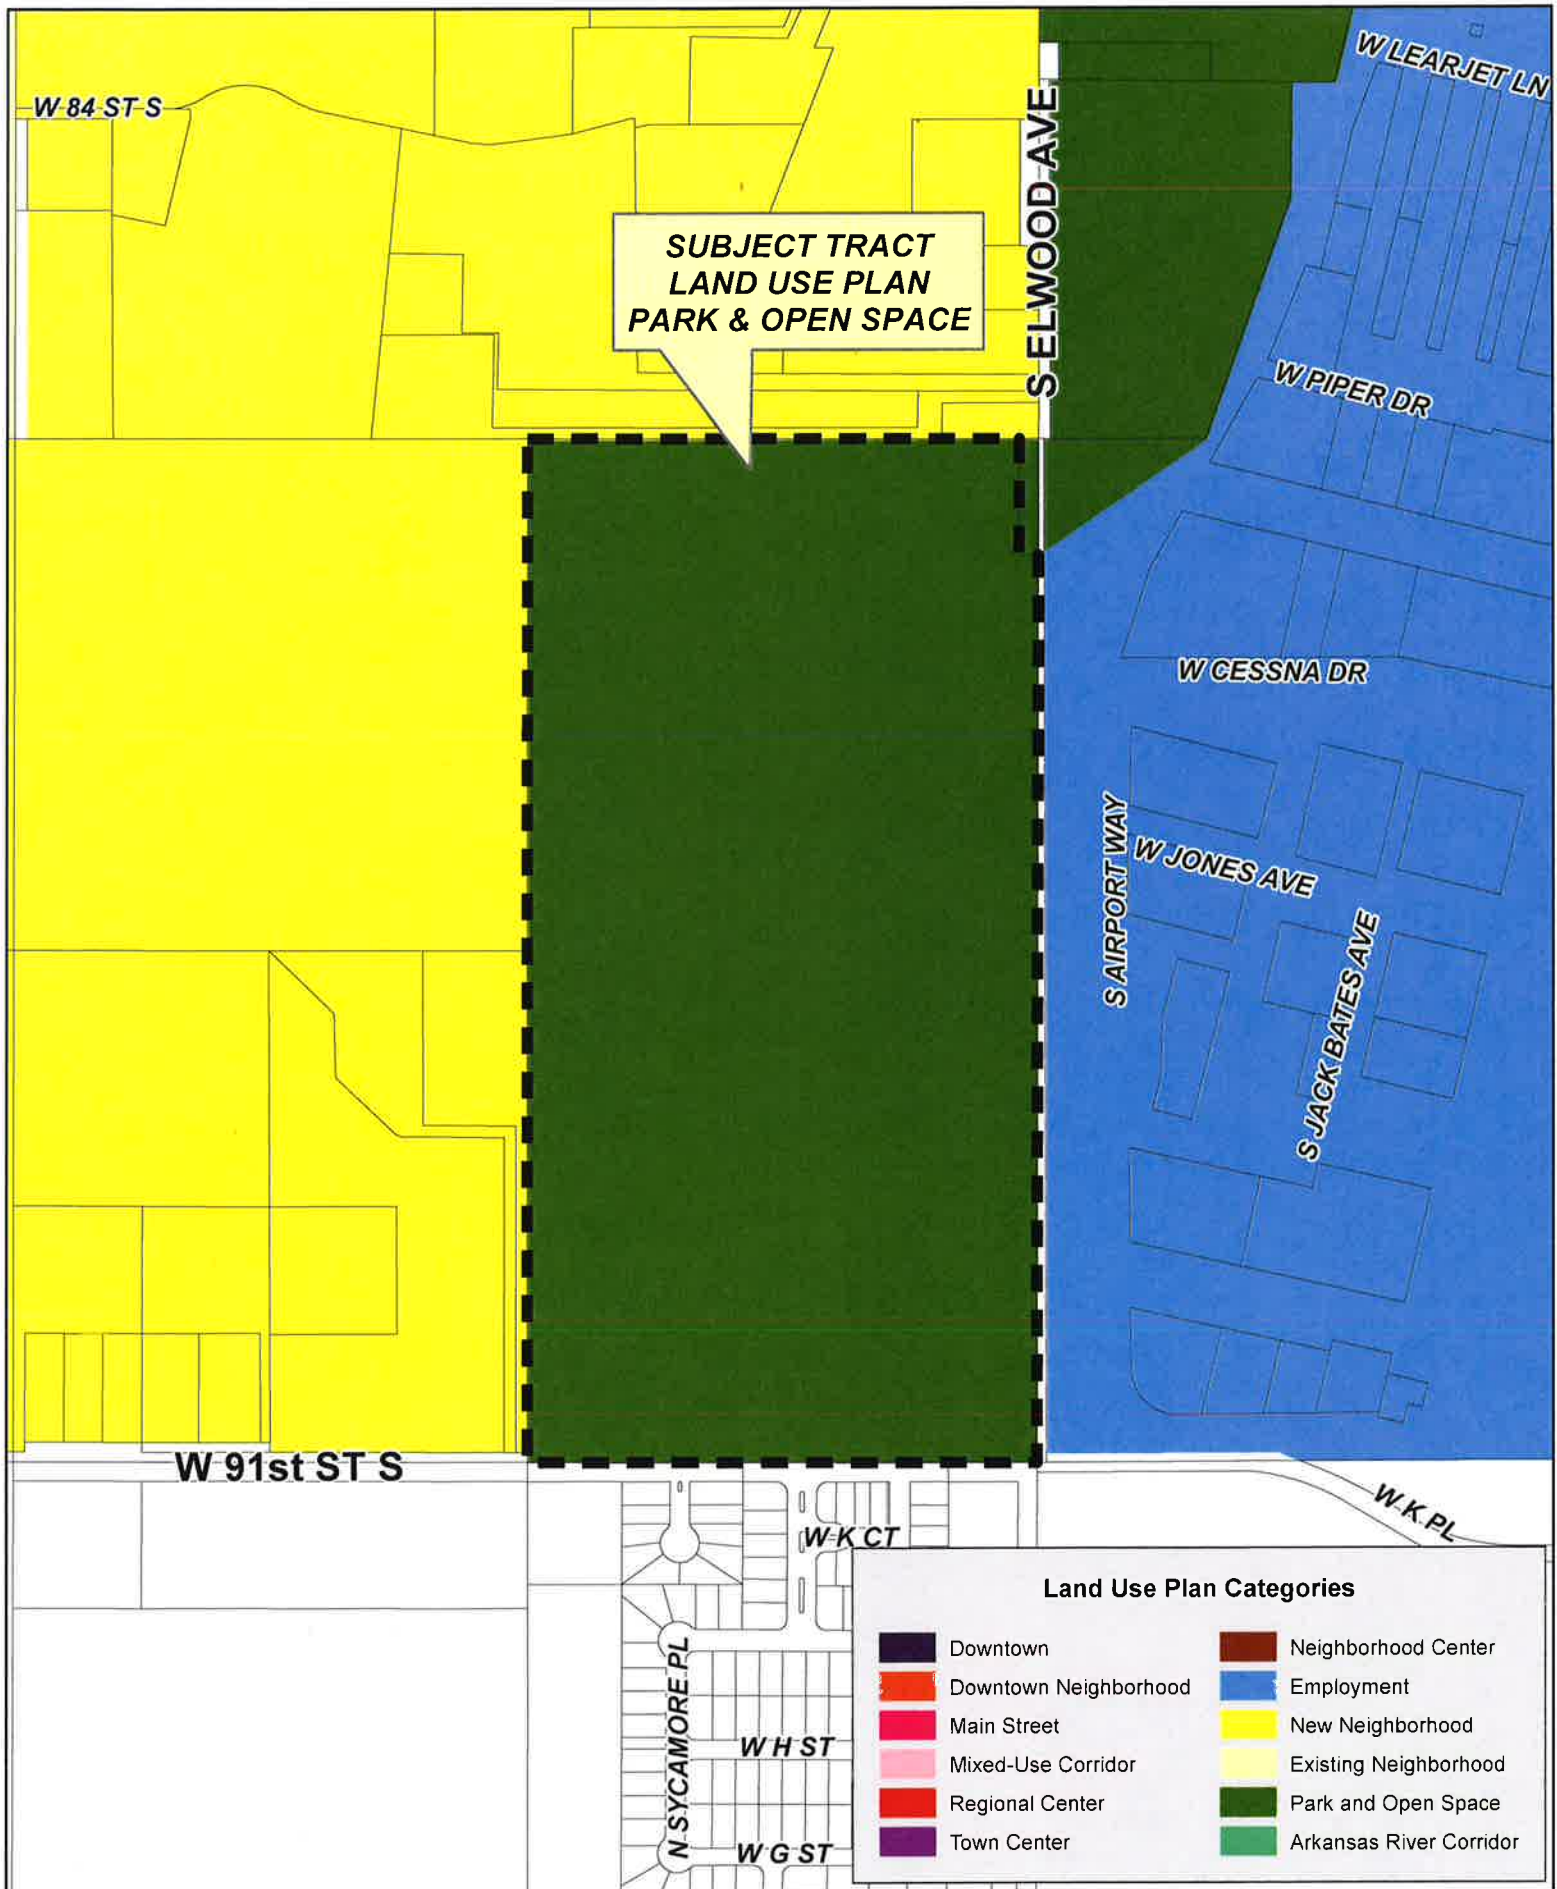 W 84 ST S
W LEARJET LN
S ELWOOD AVE
SUBJECT TRACT
LAND USE PLAN
PARK & OPEN SPACE
W PIPER DR
W CESSNA DR
S AIRPORT WAY
W JONES AVE
S JACK BATES AVE
W 91st ST S
W K PL
W K CT
N SYCAMORE PL
W H ST
W G ST
Land Use Plan Categories
Downtown
Downtown Neighborhood
Main Street
Mixed-Use Corridor
Regional Center
Town Center
Neighborhood Center
Employment
New Neighborhood
Existing Neighborhood
Park and Open Space
Arkansas River Corridor